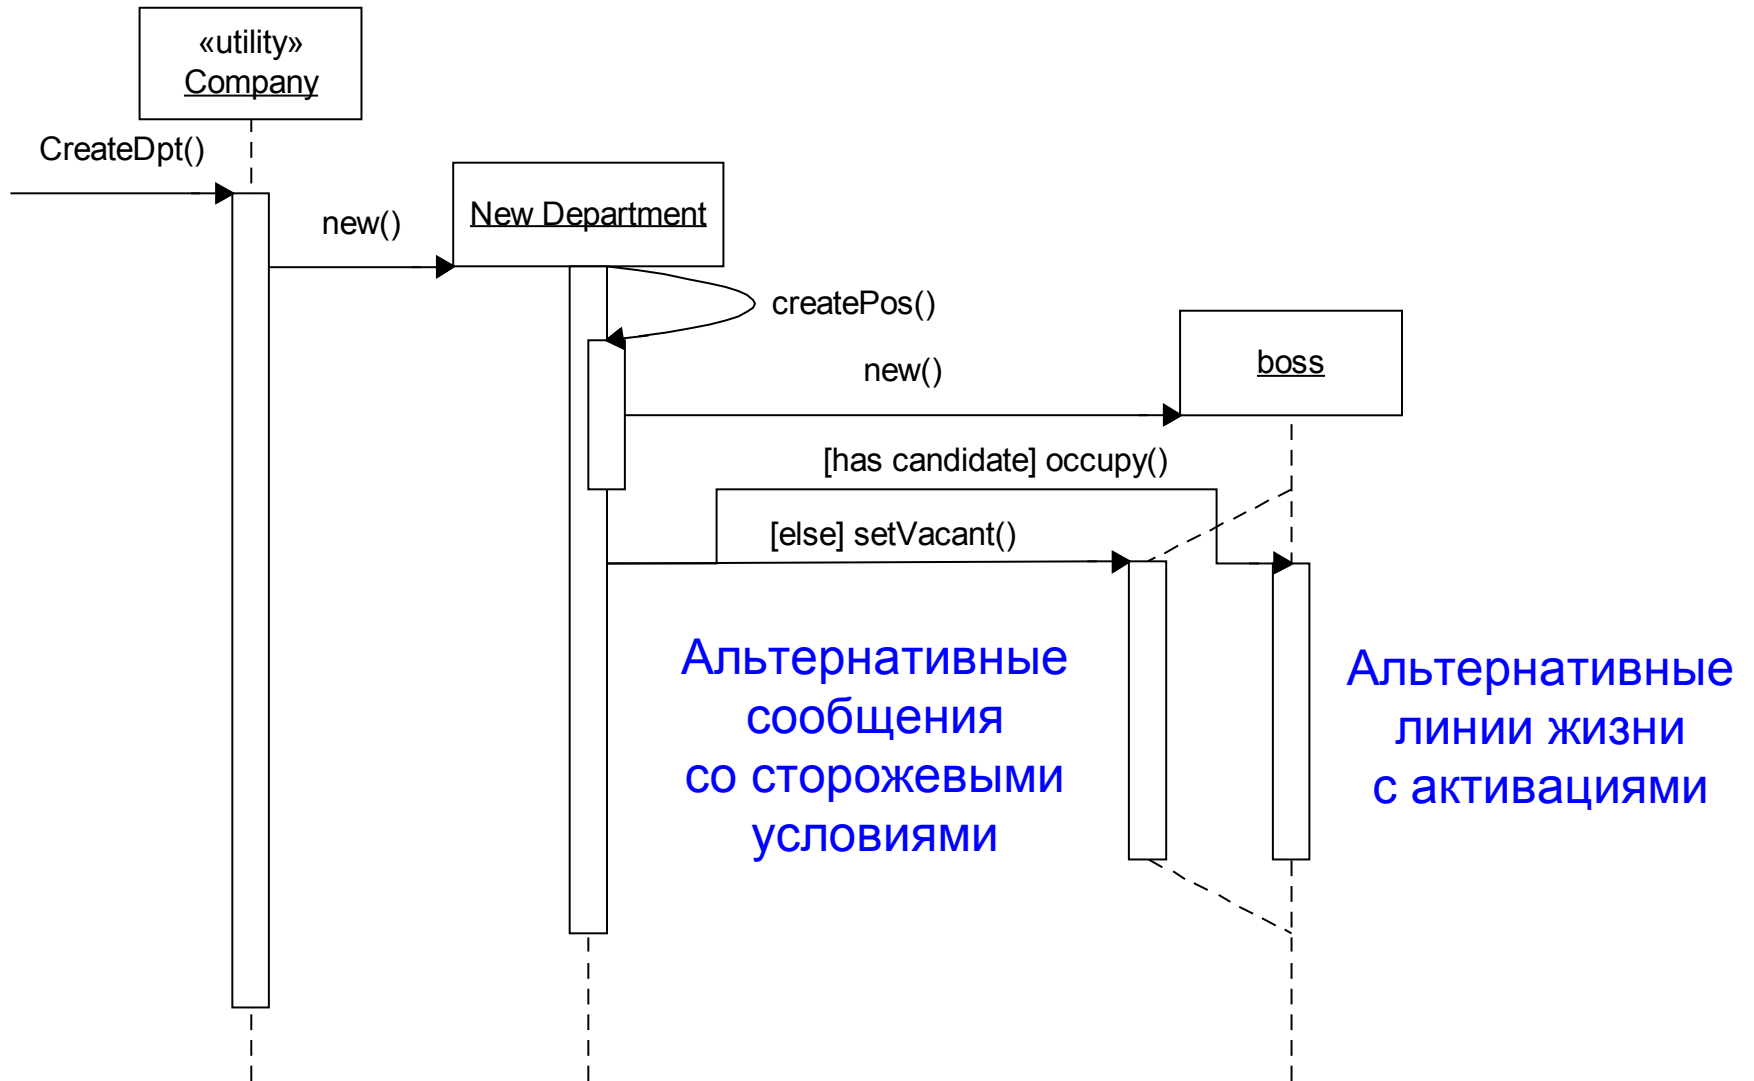 «utility»
Company
CreateDpt()
new()
New Department
createPos()
new()
boss
[has candidate] occupy()
[else] setVacant()
Альтернативные
сообщения
со сторожевыми
условиями
Альтернативные
линии жизни
с активациями